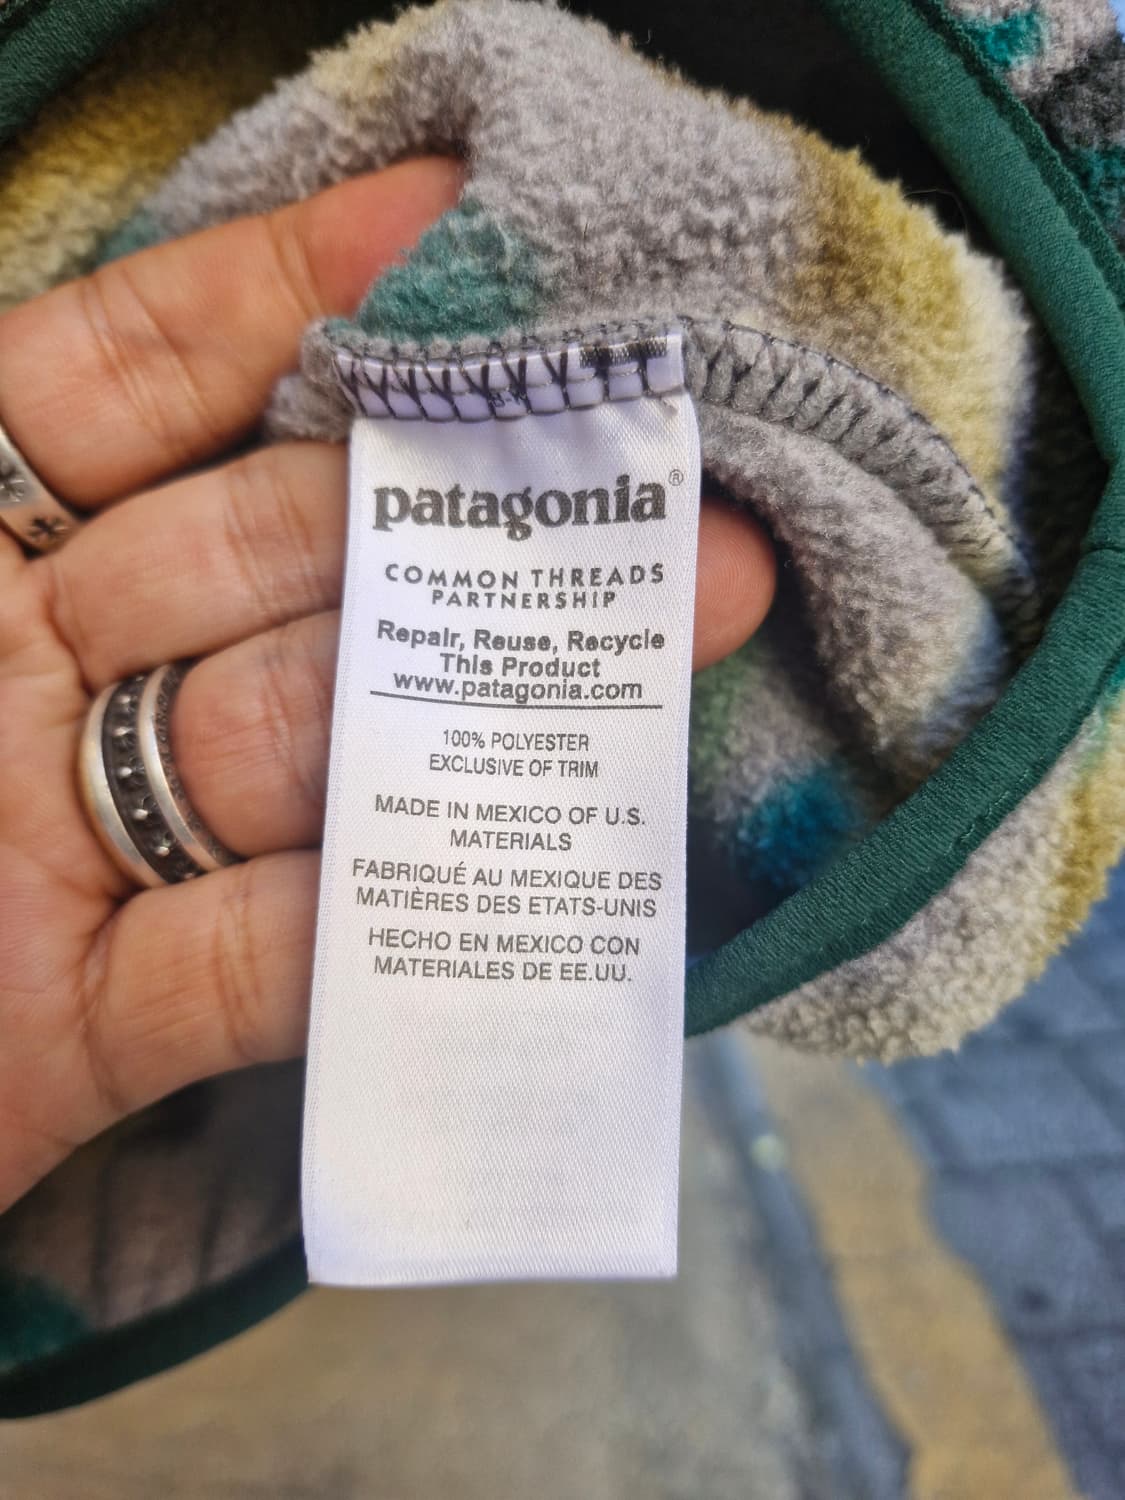 patagonia®
COMMON THREADS
PARTNERSHIP
Repair, Reuse, Recycle
This Product
www.patagonia.com
100% POLYESTER
EXCLUSIVE OF TRIM
MADE IN MEXICO OF U.S.
MATERIALS
FABRIQUÉ AU MEXIQUE DES
MATIÈRES DES ETATS-UNIS
HECHO EN MEXICO CON
MATERIALES DE EE.UU.